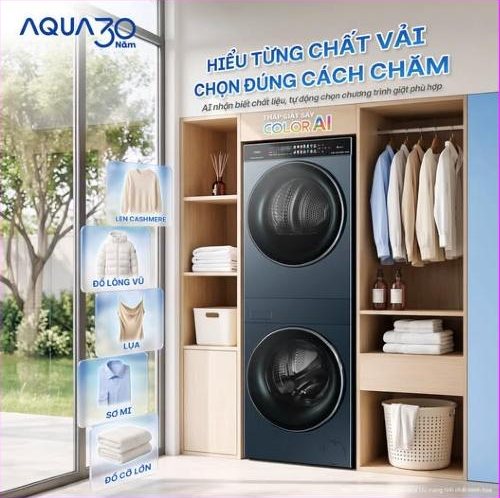 AQUA 30
Năm
HIỂU TỪNG CHẤT VẢI
CHỌN ĐÚNG CÁCH CHĂM
AI nhận biết chất liệu, tự động chọn chương trình giặt phù hợp
THÁP GIẶT SẤY
COLOR AI
LEN CASHMERE
ĐỒ LÔNG VŨ
LỤA
SƠ MI
ĐỒ CỠ LỚN